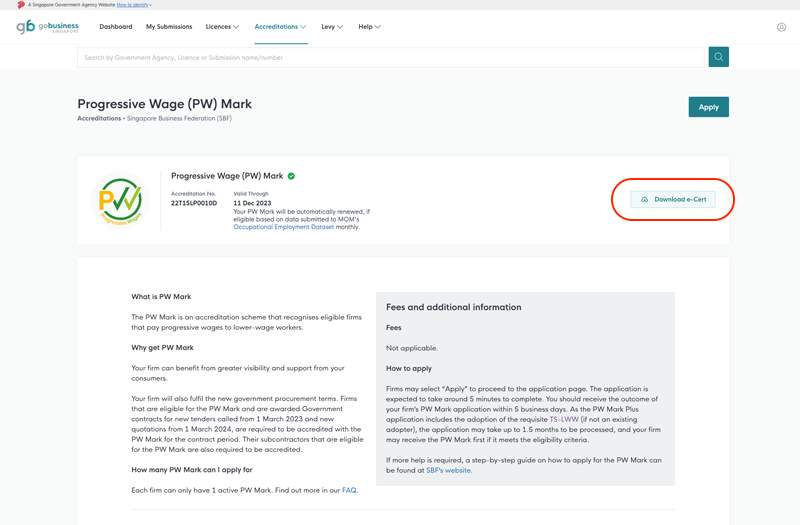 A Singapore Government Agency Website How to identify
gobusiness
SINGAPORE
Dashboard My Submissions Licences Accreditations Levy Help
Search by Government Agency, Licence or Submission name/number
Progressive Wage (PW) Mark
Apply
Accreditations • Singapore Business Federation (SBF)
PW
Progressive Wages
Progressive Wage (PW) Mark
Accreditation No. Valid Through
22T15LP0010D 11 Dec 2023
Your PW Mark will be automatically renewed, if
eligible based on data submitted to MOM's
Occupational Employment Dataset monthly.
Download e-Cert
What is PW Mark
The PW Mark is an accreditation scheme that recognises eligible firms
that pay progressive wages to lower-wage workers.
Why get PW Mark
Your firm can benefit from greater visibility and support from your
consumers.
Your firm will also fulfil the new government procurement terms. Firms
that are eligible for the PW Mark and are awarded Government
contracts for new tenders called from 1 March 2023 and new
quotations from 1 March 2024, are required to be accredited with the
PW Mark for the contract period. Their subcontractors that are eligible
for the PW Mark are also required to be accredited.
How many PW Mark can I apply for
Each firm can only have 1 active PW Mark. Find out more in our FAQ.
Fees and additional information
Fees
Not applicable.
How to apply
Firms may select "Apply" to proceed to the application page. The application is
expected to take around 5 minutes to complete. You should receive the outcome of
your firm's PW Mark application within 5 business days. As the PW Mark Plus
application includes the adoption of the requisite TS-LWW (if not an existing
adopter), the application may take up to 1.5 months to be processed, and your firm
may receive the PW Mark first if it meets the eligibility criteria.
If more help is required, a step-by-step guide on how to apply for the PW Mark can
be found at SBF's website.